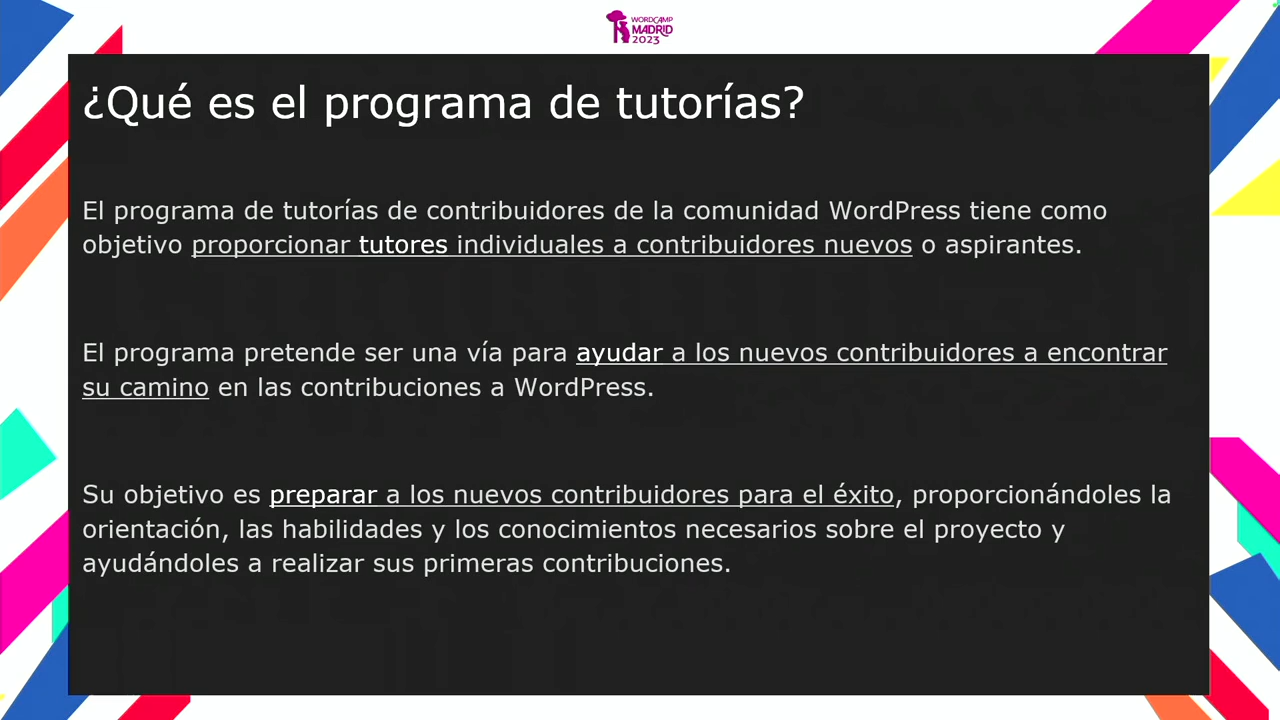 WORDCAMP
MADRID
2023
¿Qué es el programa de tutorías?
El programa de tutorías de contribuidores de la comunidad WordPress tiene como
objetivo proporcionar tutores individuales a contribuidores nuevos o aspirantes.
El programa pretende ser una vía para ayudar a los nuevos contribuidores a encontrar
su camino en las contribuciones a WordPress.
Su objetivo es preparar a los nuevos contribuidores para el éxito, proporcionándoles la
orientación, las habilidades y los conocimientos necesarios sobre el proyecto y
ayudándoles a realizar sus primeras contribuciones.